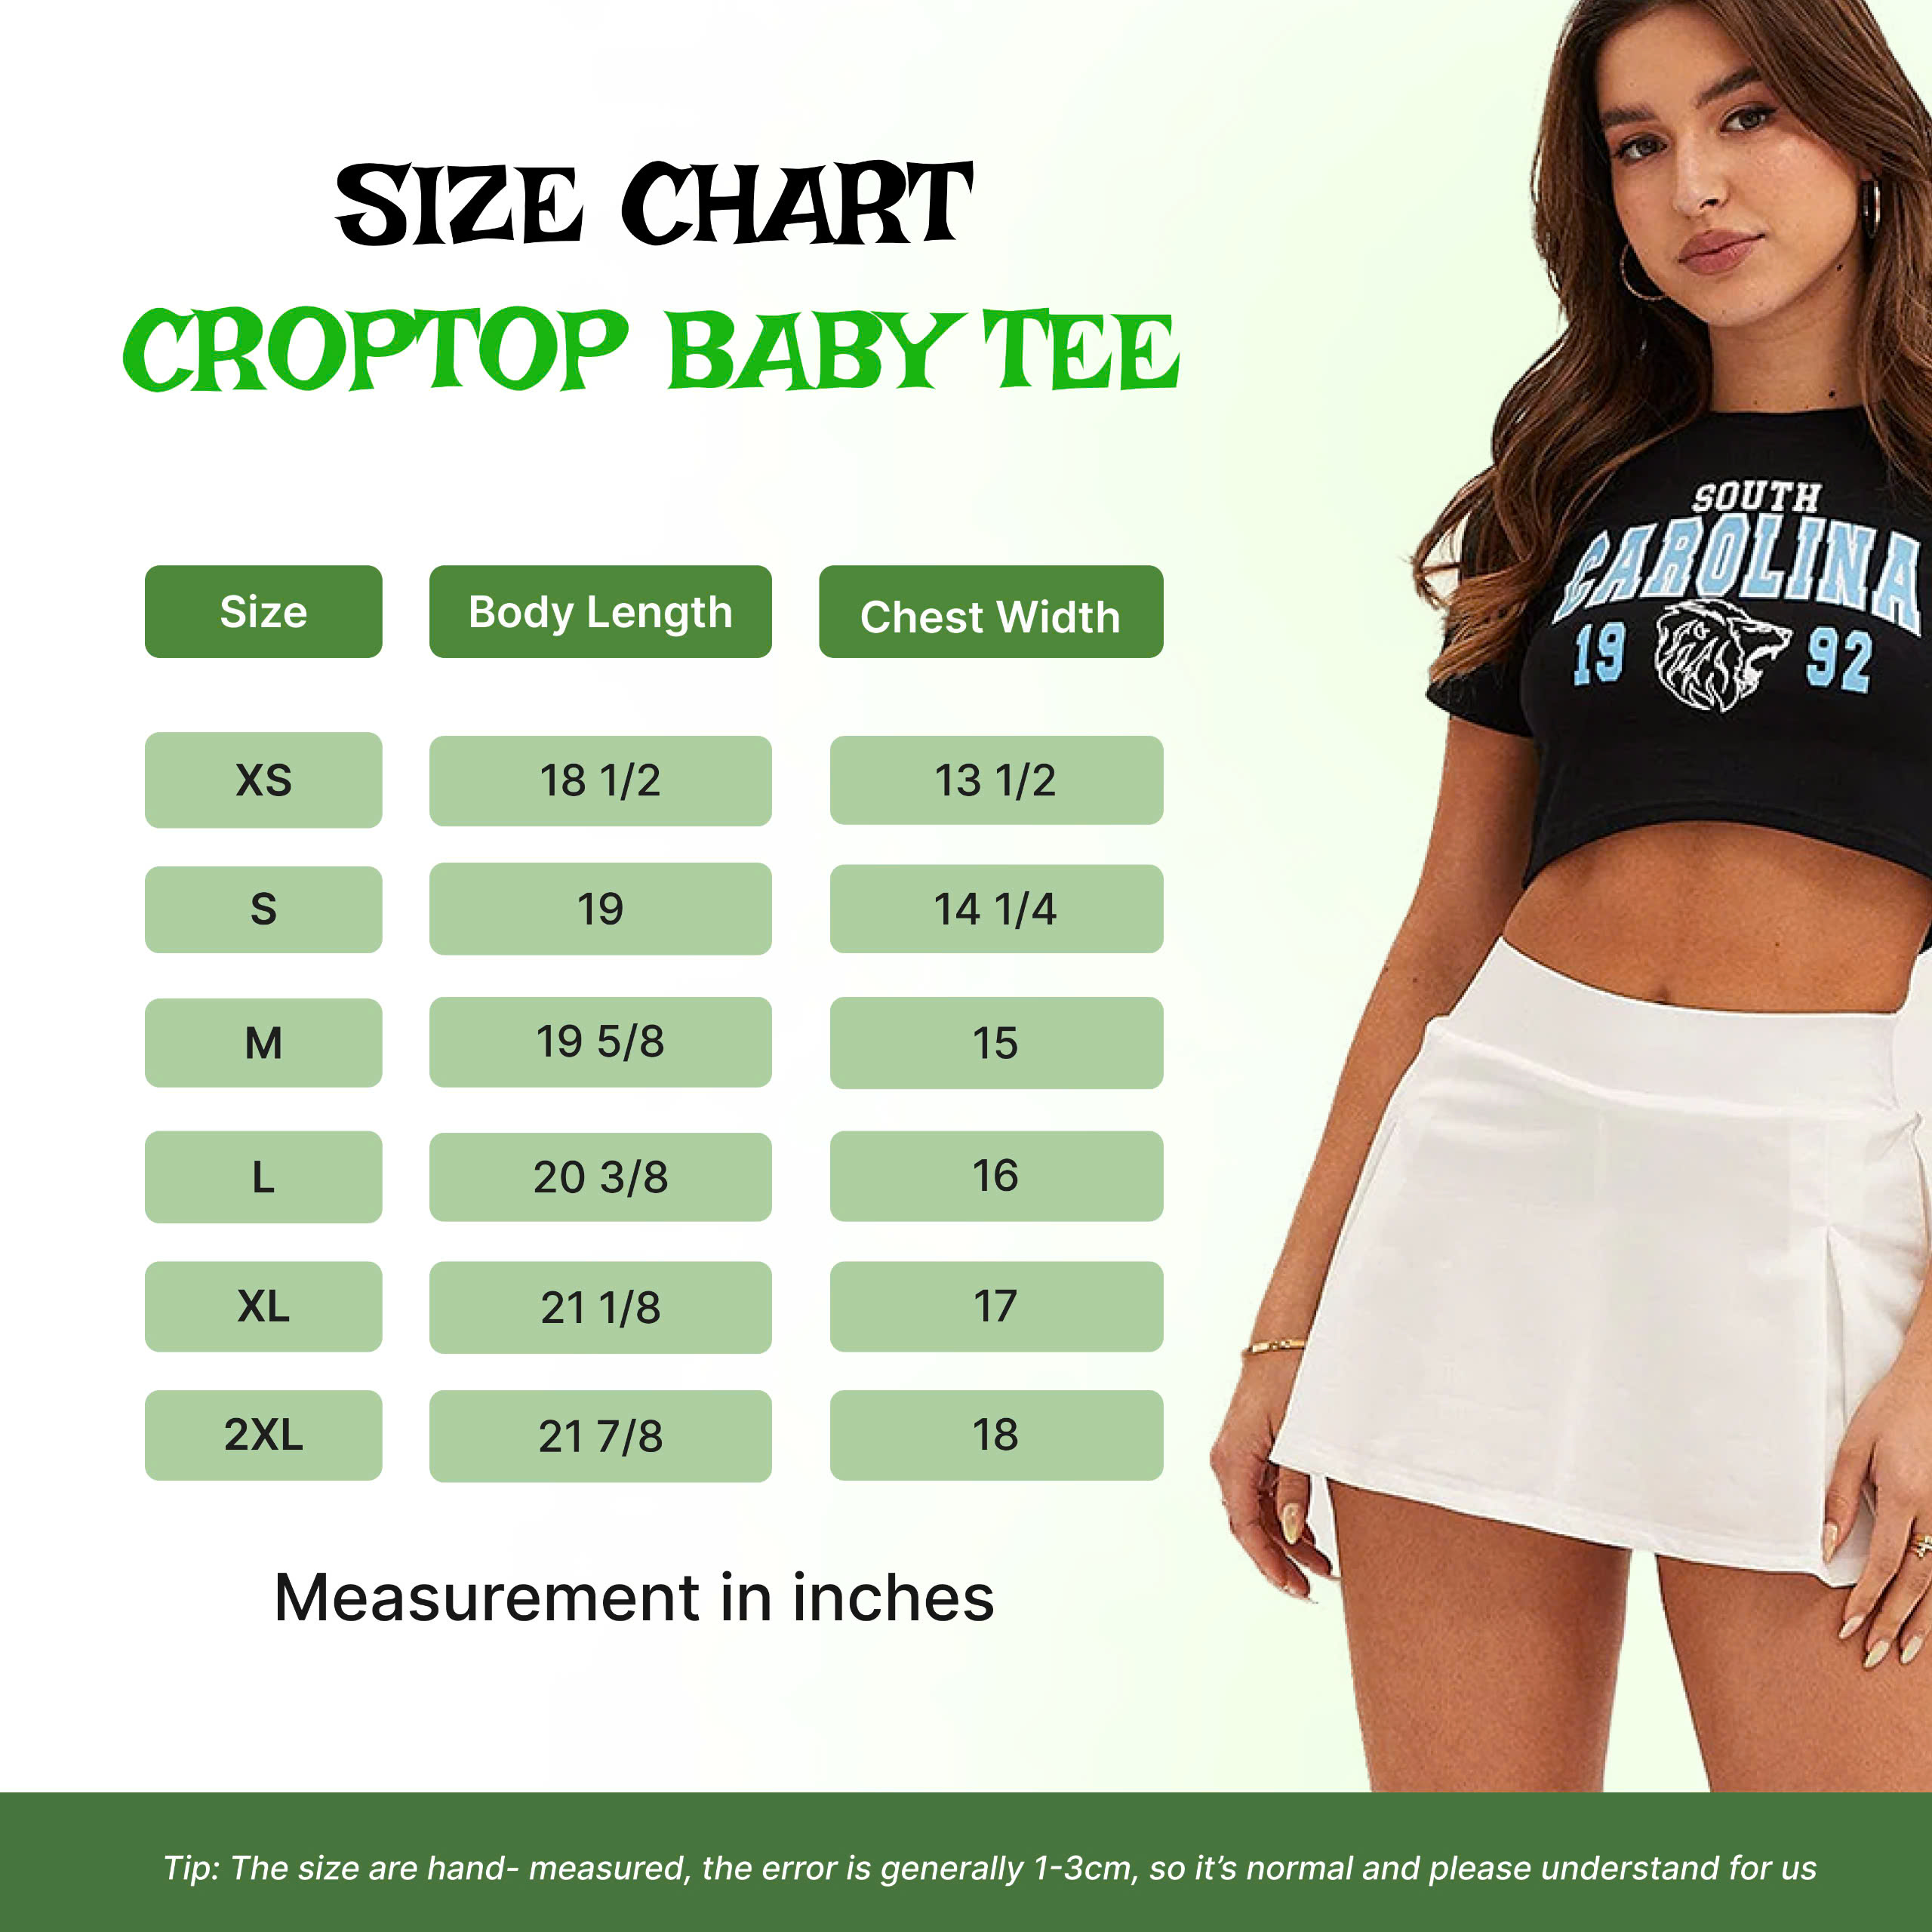 SIZE CHART
CROPTOP BABY TEE
Size Body Length Chest Width
XS 18 1/2 13 1/2
S 19 14 1/4
M 19 5/8 15
L 20 3/8 16
XL 21 1/8 17
2XL 21 7/8 18
Measurement in inches
SOUTH
CAROLINA
19 92
Tip: The size are hand- measured, the error is generally 1-3cm, so it’s normal and please understand for us